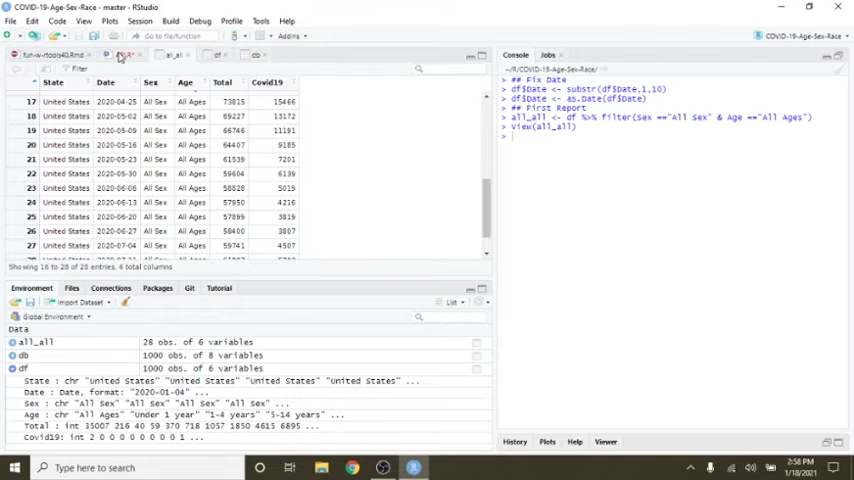 COVID-19-Age-Sex-Race - master - RStudio
File Edit Code View Plots Session Build Debug Profile Tools Help
Go to file/function Addins COVID-19-Age-Sex-Race
fun-w-rtools40.Rmd all_all df db
Filter
State Date Sex Age Total Covid19
17 United States 2020-04-25 All Sex All Ages 73815 15466
18 United States 2020-05-02 All Sex All Ages 69227 13172
19 United States 2020-05-09 All Sex All Ages 66746 11191
20 United States 2020-05-16 All Sex All Ages 64407 9185
21 United States 2020-05-23 All Sex All Ages 61539 7201
22 United States 2020-05-30 All Sex All Ages 59604 6139
23 United States 2020-06-06 All Sex All Ages 58828 5019
24 United States 2020-06-13 All Sex All Ages 57950 4216
25 United States 2020-06-20 All Sex All Ages 57899 3819
26 United States 2020-06-27 All Sex All Ages 58400 3807
27 United States 2020-07-04 All Sex All Ages 59741 4507
Showing 16 to 28 of 28 entries, 6 total columns
Environment Files Connections Packages Git Tutorial
Import Dataset List
Global Environment
Data
all_all 28 obs. of 6 variables
db 1000 obs. of 8 variables
df 1000 obs. of 6 variables
State : chr "United States" "United States" "United States" "United States" ...
Date : Date, format: "2020-01-04" ...
Sex : chr "All Sex" "All Sex" "All Sex" "All Sex" ...
Age : chr "All Ages" "Under 1 year" "1-4 years" "5-14 years" ...
Total : int 35007 216 40 59 370 718 1057 1850 4615 6895 ...
Covid19: int 2 0 0 0 0 0 0 0 0 1 ...
Console Jobs
~/R/COVID-19-Age-Sex-Race/
> ## Fix Date
> df$Date <- substr(df$Date,1,10)
> df$Date <- as.Date(df$Date)
> ## First Report
> all_all <- df %>% filter(Sex =="All Sex" & Age =="All Ages")
> View(all_all)
>
History Plots Help Viewer
Type here to search
2:58 PM
1/18/2021